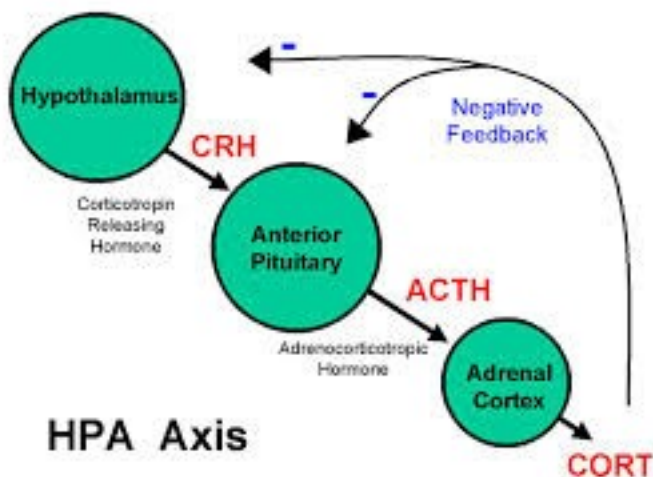 Hypothalamus
-
-
Negative
Feedback
CRH
Corticotropin
Releasing
Hormone
Anterior
Pituitary
ACTH
Adrenocorticotropic
Hormone
Adrenal
Cortex
HPA Axis
CORT